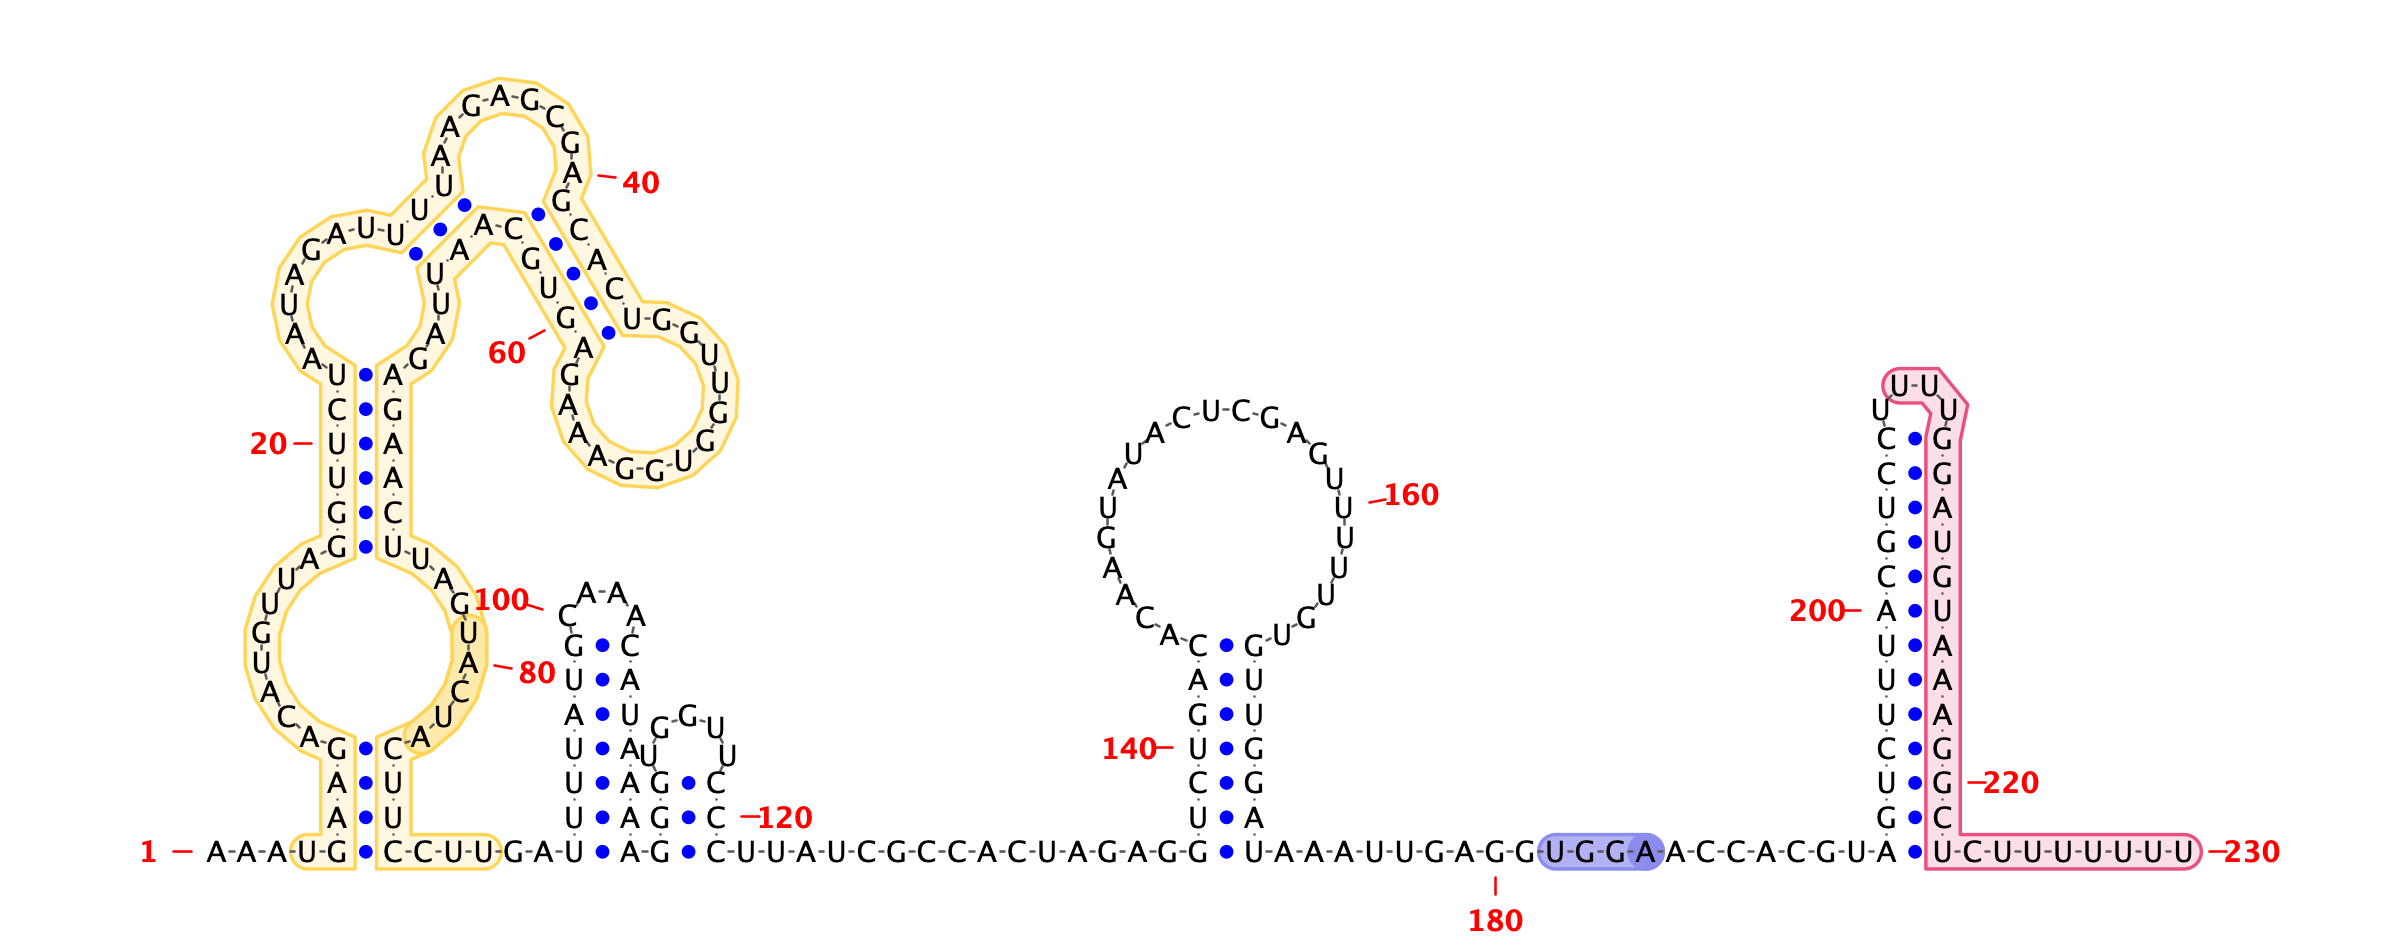 1
A-A-A-U-G
A A G A C A U G U U A G G U U C U
20
A A U A G A U U U U A A G A G C G A G C A C U
40
G G U U G G U G G A A A G A G U G C A A U U A G
60
A G A A C U U A G U A C U A C U U
80
C-C-U-U-G-A-U
U U A U G C A A A C A U A A A
100
A-G
G G U G G U U C C
120
C-U-U-A-U-C-G-C-C-A-C-U-A-G-A-G-G
U C U G A C A C A A G U A U A C U C G A G U U U U U G U G U U G G A
140
160
U-A-A-A-U-U-G-A-G-G-U-G-G-A-A-C-C-A-C-G-U-A
180
G U C U U U A C G U C C U U U U G G A U G U A A A G G C
200
220
U-C-U-U-U-U-U-U-U
230